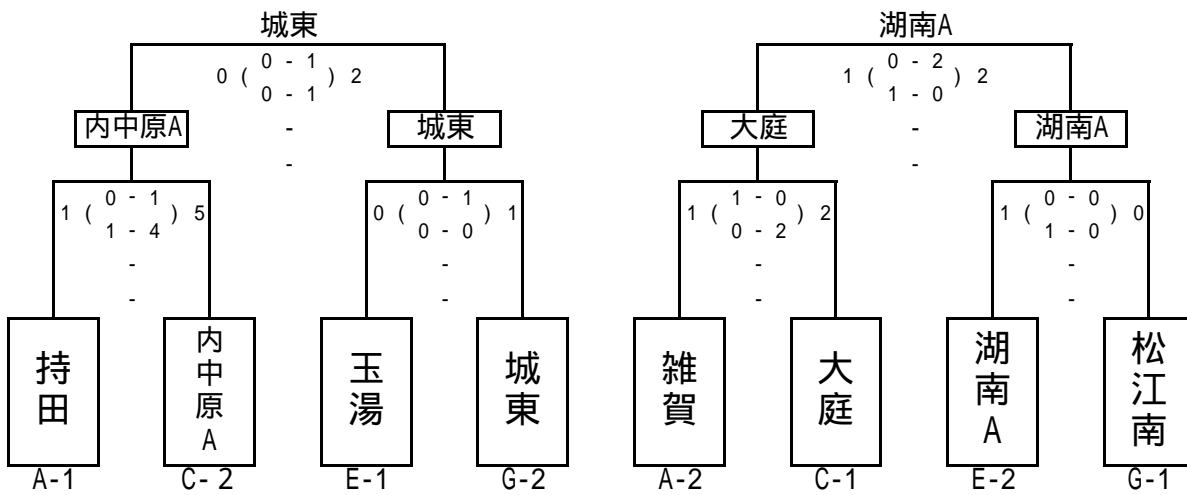 城東 湖南A
0 ( 0 - 1 ) 2 1 ( 0 - 2 ) 2
0 - 1 1 - 0
内中原A - 城東 大庭 - 湖南A
- -
1 ( 0 - 1 ) 5 0 ( 0 - 1 ) 1 1 ( 1 - 0 ) 2 1 ( 0 - 0 ) 0
1 - 4 0 - 0 0 - 2 1 - 0
- - - -
- - - -
持田 内中原A 玉湯 城東 雑賀 大庭 湖南A 松江南
A-1 C-2 E-1 G-2 A-2 C-1 E-2 G-1